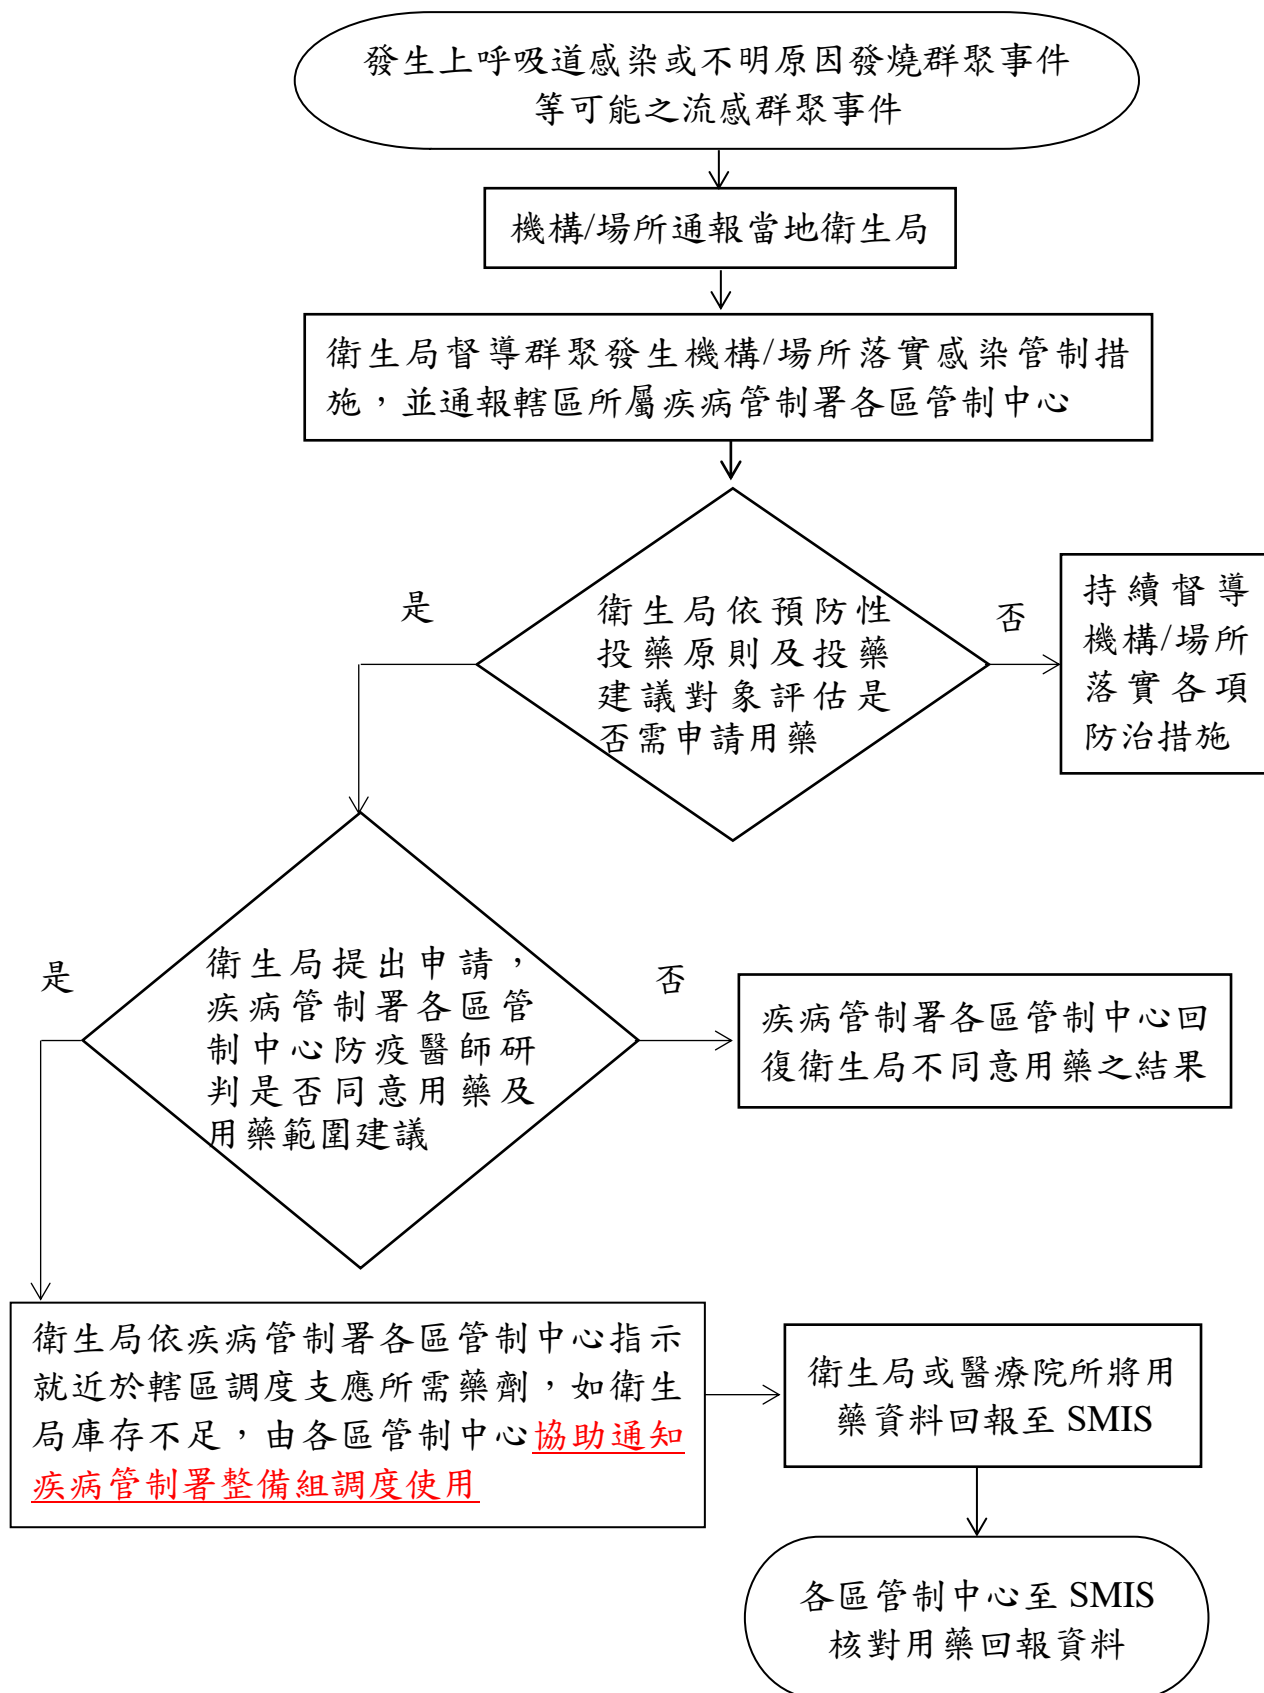 發生上呼吸道感染或不明原因發燒群聚事件
等可能之流感群聚事件
機構/場所通報當地衛生局
衛生局督導群聚發生機構/場所落實感染管制措
施，並通報轄區所屬疾病管制署各區管制中心
是
衛生局依預防性
投藥原則及投藥
建議對象評估是
否需申請用藥
否
持續督導
機構/場所
落實各項
防治措施
是
衛生局提出申請，
疾病管制署各區管
制中心防疫醫師研
判是否同意用藥及
用藥範圍建議
否
疾病管制署各區管制中心回
復衛生局不同意用藥之結果
衛生局依疾病管制署各區管制中心指示
就近於轄區調度支應所需藥劑，如衛生
局庫存不足，由各區管制中心協助通知
疾病管制署整備組調度使用
衛生局或醫療院所將用
藥資料回報至 SMIS
各區管制中心至 SMIS
核對用藥回報資料